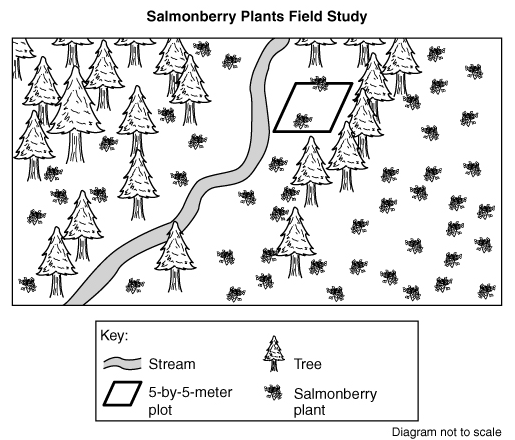 Salmonberry Plants Field Study
Key:
Stream
Tree
5-by-5-meter
plot
Salmonberry
plant
Diagram not to scale